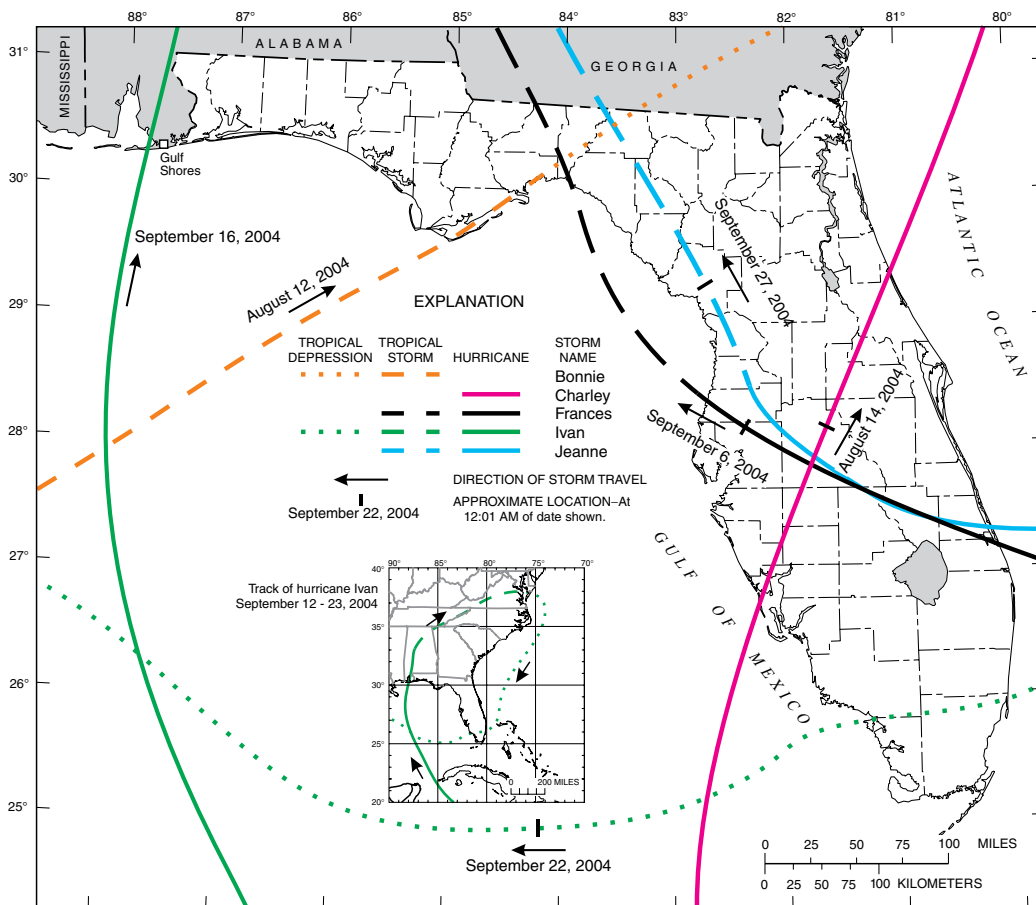 88° 87° 86° 85° 84° 83° 82° 81° 80°
31°
30°
29°
28°
27°
26°
25°
MISSISSIPPI
ALABAMA
GEORGIA
Gulf
Shores
ATLANTIC OCEAN
September 16, 2004
August 12, 2004
September 27, 2004
August 14, 2004
September 6, 2004
EXPLANATION
TROPICAL DEPRESSION
TROPICAL STORM
HURRICANE
STORM NAME
Bonnie
Charley
Frances
Ivan
Jeanne
DIRECTION OF STORM TRAVEL
September 22, 2004
APPROXIMATE LOCATION–At
12:01 AM of date shown.
GULF OF MEXICO
Track of hurricane Ivan
September 12 - 23, 2004
90° 85° 80° 75° 70°
40°
35°
30°
25°
20°
0 200 MILES
September 22, 2004
0 25 50 75 100 MILES
0 25 50 75 100 KILOMETERS